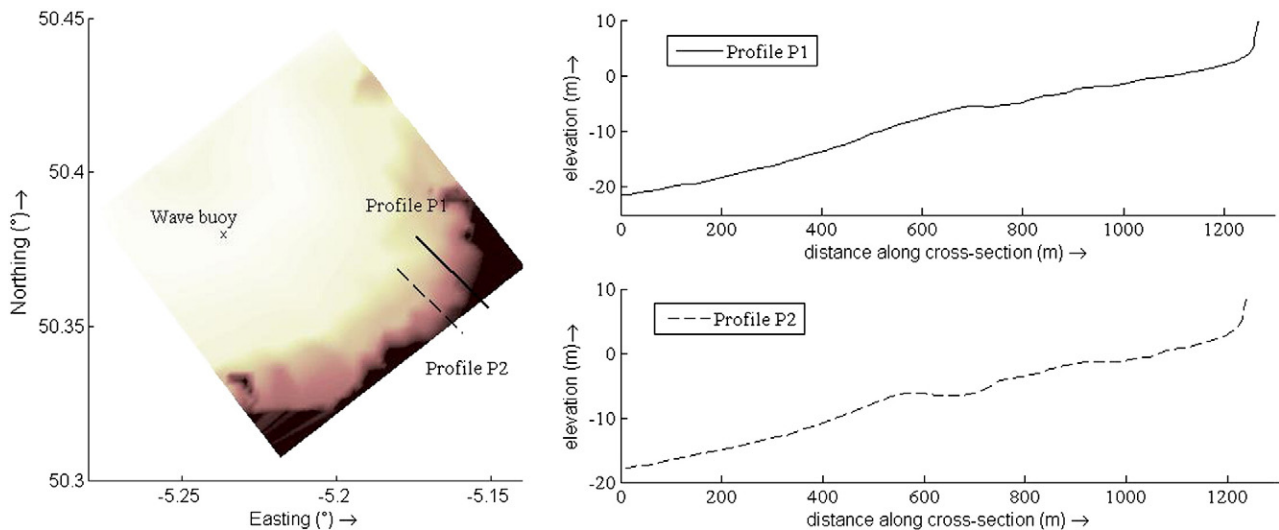 50.45
50.4
50.35
50.3
Northing (°) →
-5.25 -5.2 -5.15
Easting (°) →
Wave buoy
x
Profile P1
Profile P2
10
0
-10
-20
elevation (m) →
Profile P1
0 200 400 600 800 1000 1200
distance along cross-section (m) →
10
0
-10
-20
elevation (m) →
Profile P2
0 200 400 600 800 1000 1200
distance along cross-section (m) →